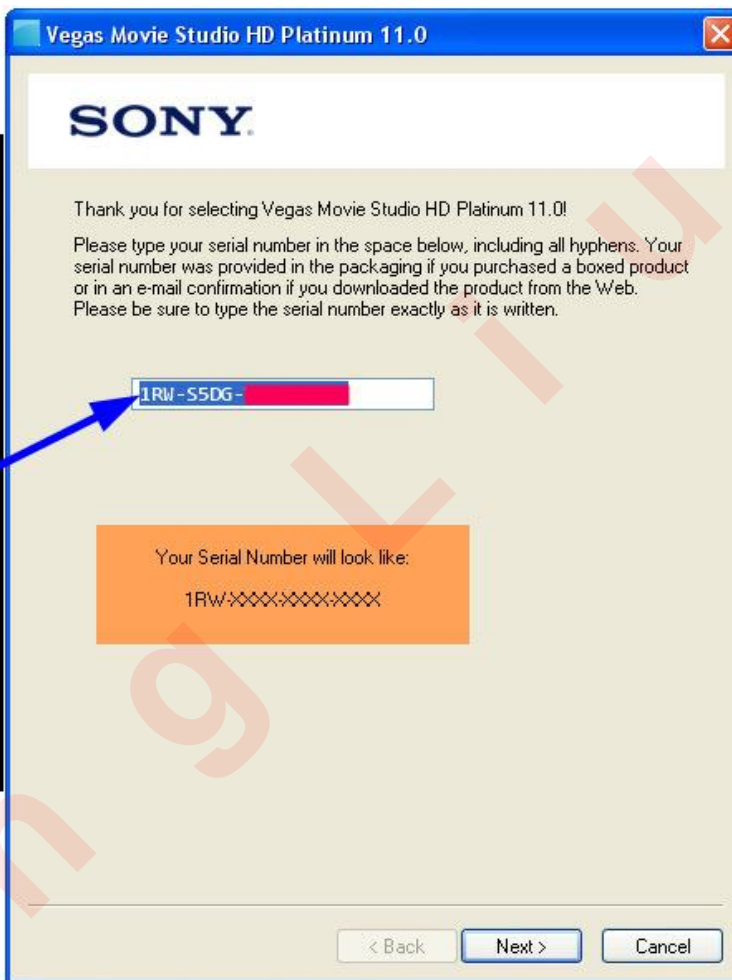 Vegas Movie Studio HD Platinum 11.0
SONY
Thank you for selecting Vegas Movie Studio HD Platinum 11.0!
Please type your serial number in the space below, including all hyphens. Your
serial number was provided in the packaging if you purchased a boxed product
or in an e-mail confirmation if you downloaded the product from the Web.
Please be sure to type the serial number exactly as it is written.
1RW-S5DG-
Your Serial Number will look like:
1RW-XXXX-XXXX-XXXX
< Back
Next >
Cancel
n g L i u